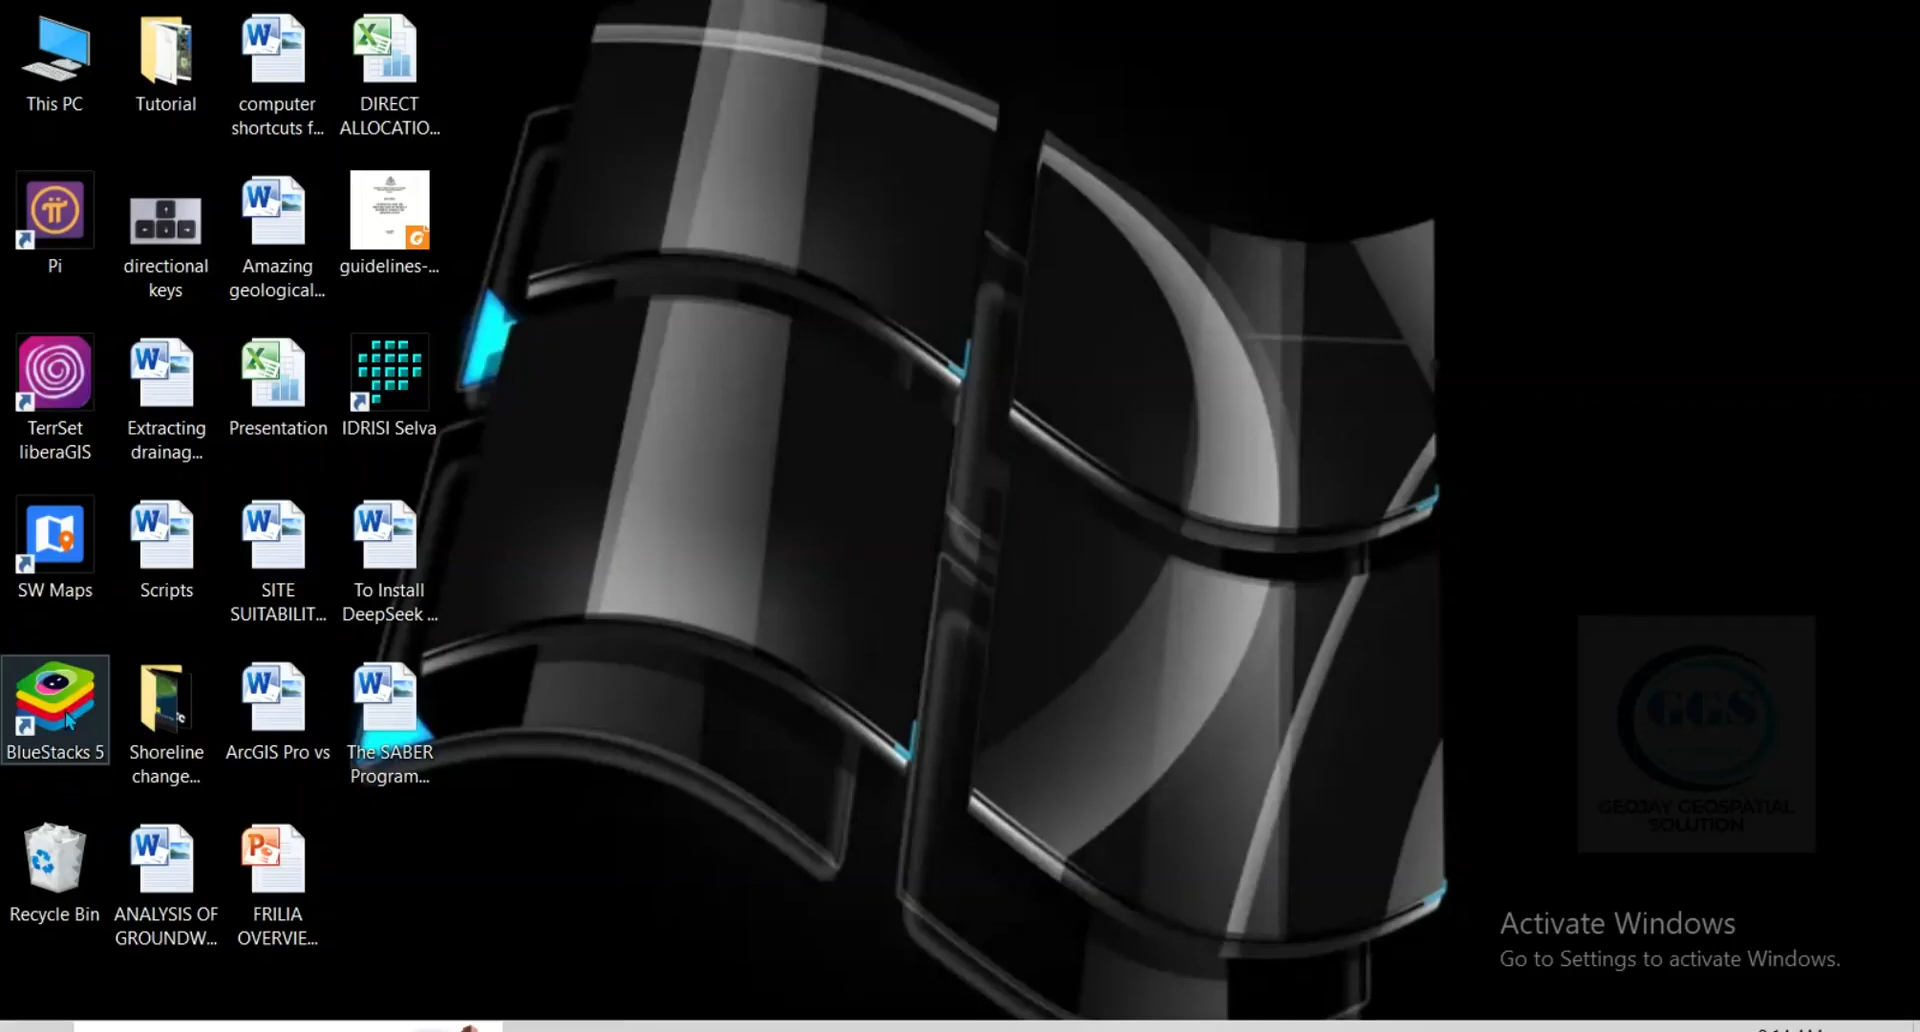 This PC
Tutorial
computer
shortcuts f...
DIRECT
ALLOCATIO...
Pi
directional
keys
Amazing
geological...
guidelines-...
TerrSet
liberaGIS
Extracting
drainag...
Presentation
IDRISI Selva
SW Maps
Scripts
SITE
SUITABILIT...
To Install
DeepSeek ...
BlueStacks 5
Shoreline
change...
ArcGIS Pro vs
The SABER
Program...
Recycle Bin
ANALYSIS OF
GROUNDW...
FRILIA
OVERVIE...
GGS
GEOJAY GEOSPATIAL
SOLUTION
Activate Windows
Go to Settings to activate Windows.